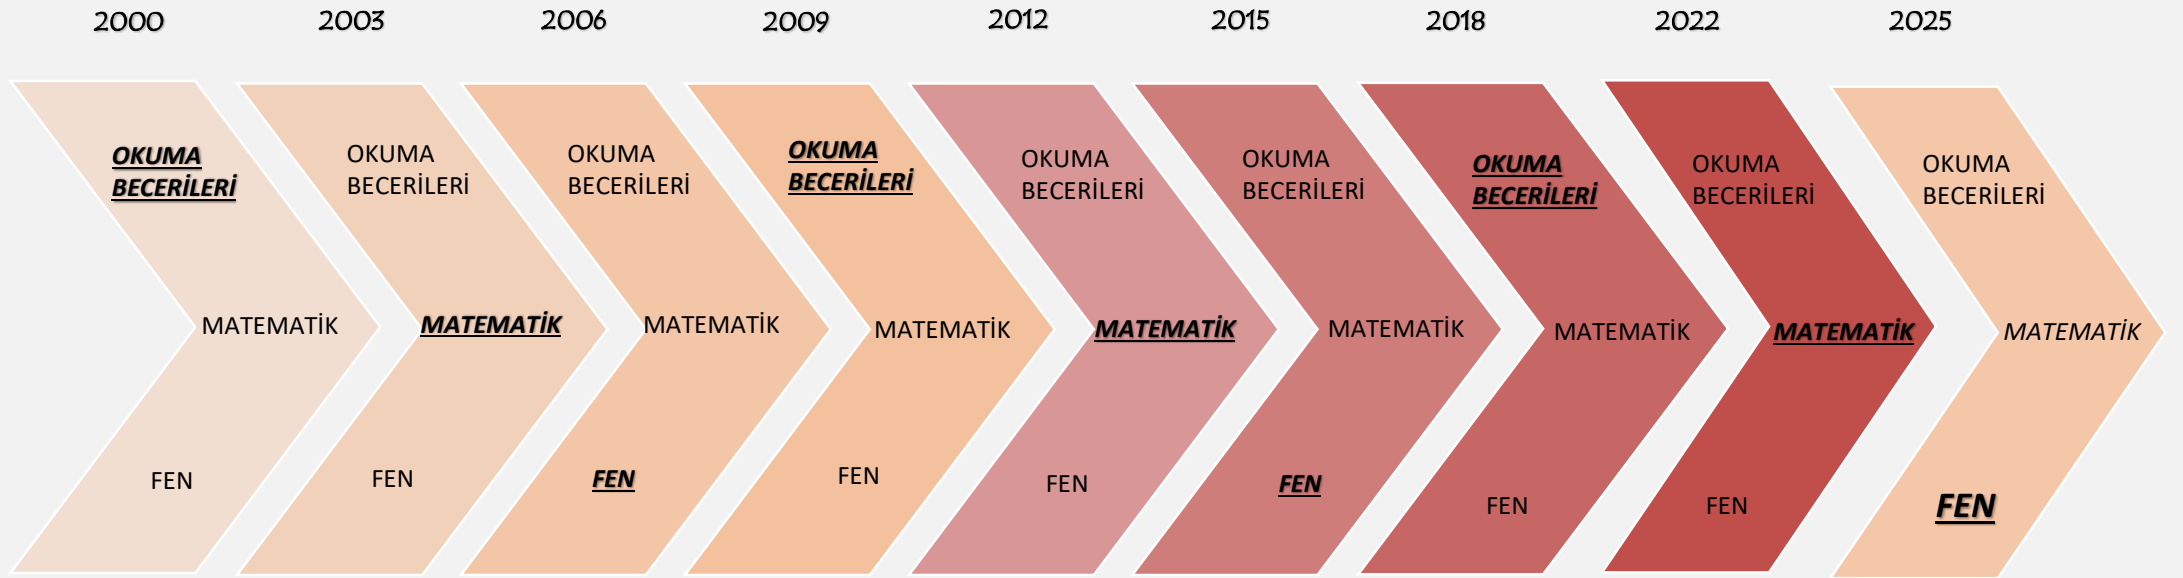 2000
2003
2006
2009
2012
2015
2018
2022
2025
OKUMA
BECERİLERİ
MATEMATİK
FEN
OKUMA
BECERİLERİ
MATEMATİK
FEN
OKUMA
BECERİLERİ
MATEMATİK
FEN
OKUMA
BECERİLERİ
MATEMATİK
FEN
OKUMA
BECERİLERİ
MATEMATİK
FEN
OKUMA
BECERİLERİ
MATEMATİK
FEN
OKUMA
BECERİLERİ
MATEMATİK
FEN
OKUMA
BECERİLERİ
MATEMATİK
FEN
OKUMA
BECERİLERİ
MATEMATİK
FEN